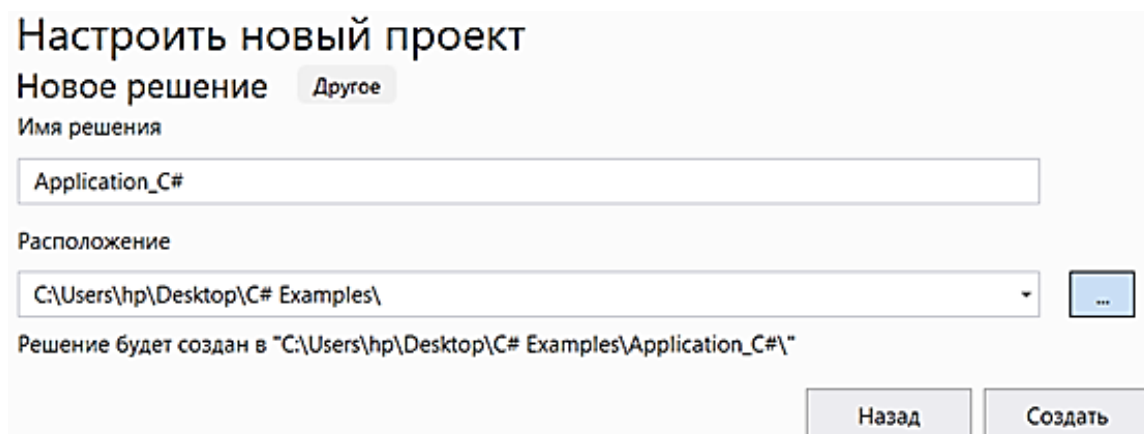 Настроить новый проект
Новое решение Другое
Имя решения
Application_C#
Расположение
C:\Users\hp\Desktop\C# Examples\ ...
Решение будет создан в "C:\Users\hp\Desktop\C# Examples\Application_C#\"
Назад Создать